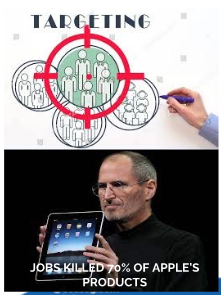 TARGETING
JOBS KILLED 70% OF APPLE'S
PRODUCTS